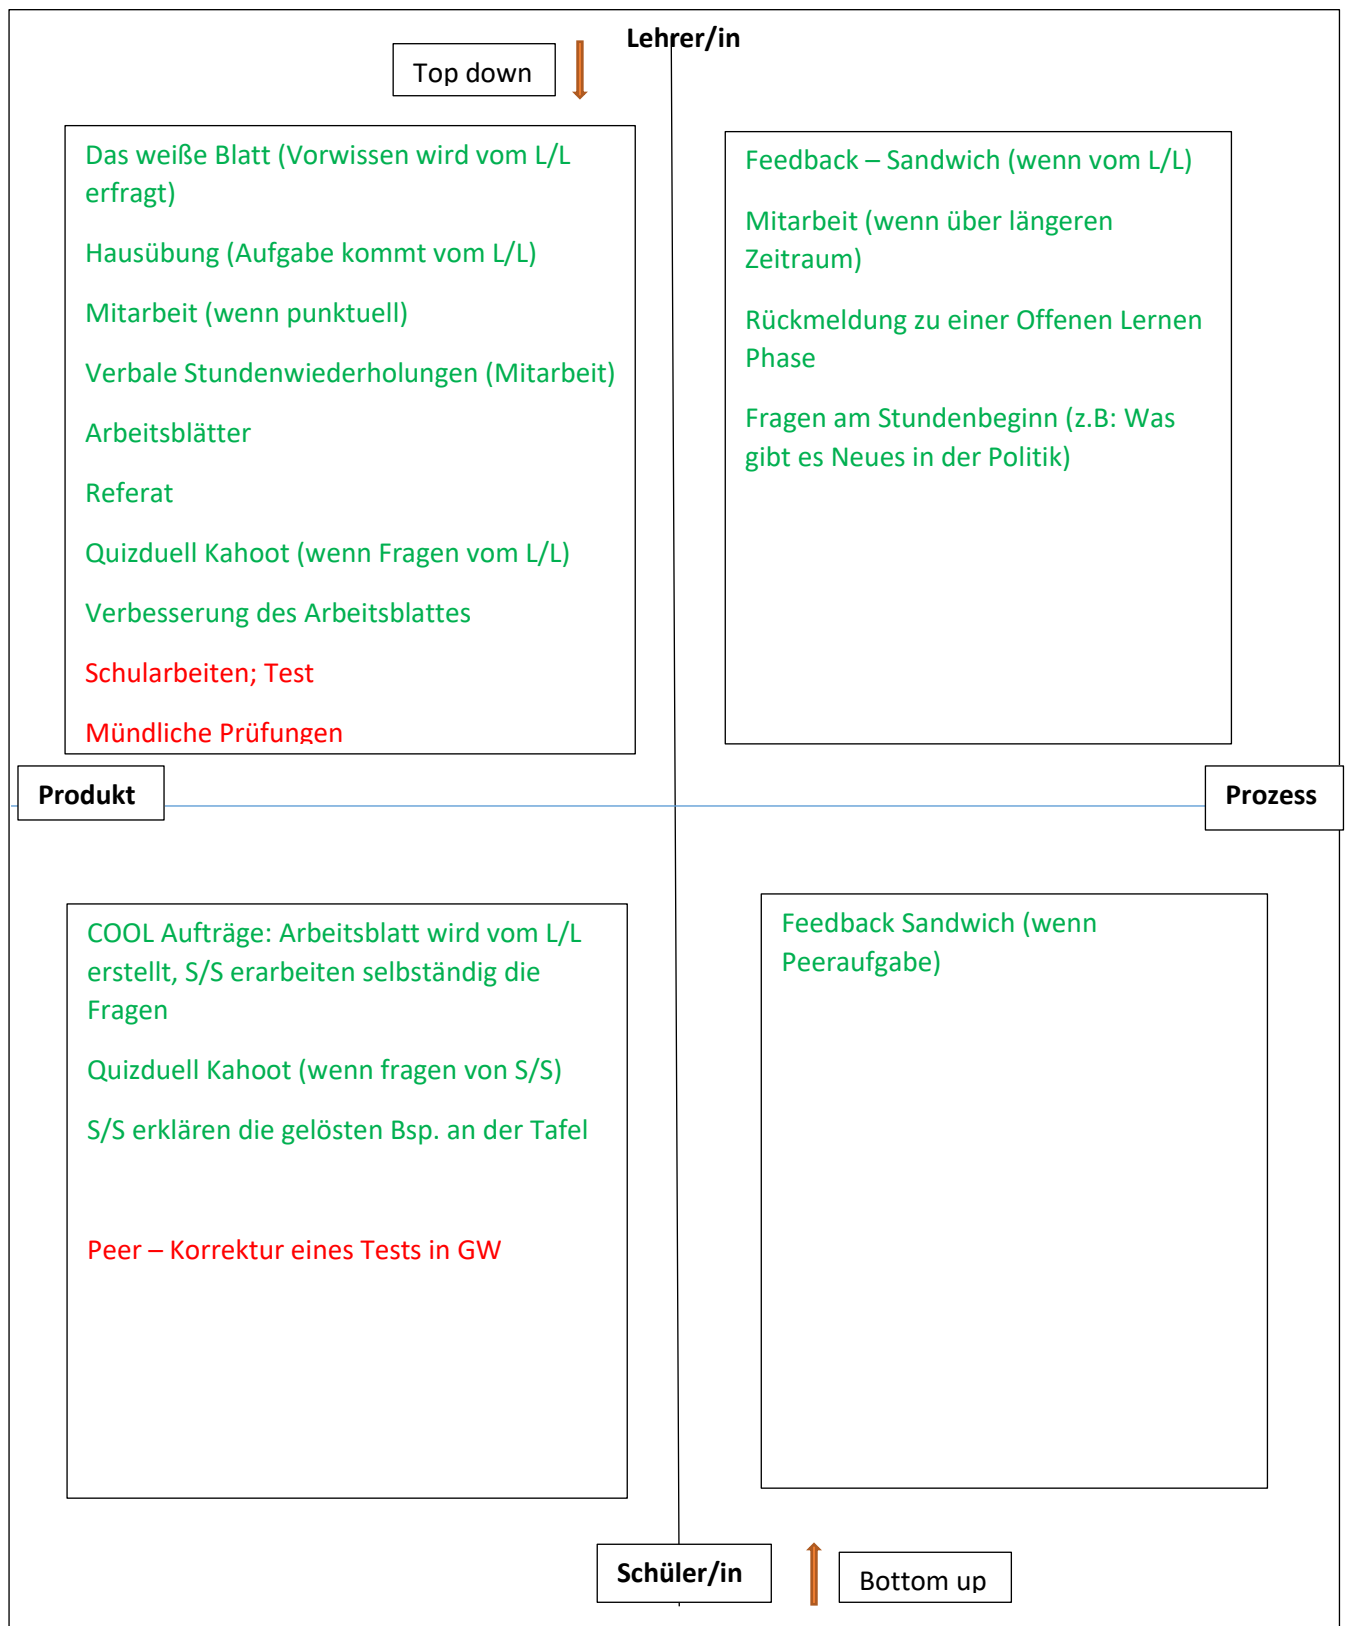 Lehrer/in
Top down
Das weiße Blatt (Vorwissen wird vom L/L
erfragt)
Hausübung (Aufgabe kommt vom L/L)
Mitarbeit (wenn punktuell)
Verbale Stundenwiederholungen (Mitarbeit)
Arbeitsblätter
Referat
Quizduell Kahoot (wenn Fragen vom L/L)
Verbesserung des Arbeitsblattes
Schularbeiten; Test
Mündliche Prüfungen
Feedback – Sandwich (wenn vom L/L)
Mitarbeit (wenn über längeren
Zeitraum)
Rückmeldung zu einer Offenen Lernen
Phase
Fragen am Stundenbeginn (z.B: Was
gibt es Neues in der Politik)
Produkt
Prozess
COOL Aufträge: Arbeitsblatt wird vom L/L
erstellt, S/S erarbeiten selbständig die
Fragen
Quizduell Kahoot (wenn fragen von S/S)
S/S erklären die gelösten Bsp. an der Tafel
Peer – Korrektur eines Tests in GW
Feedback Sandwich (wenn
Peeraufgabe)
Schüler/in
Bottom up